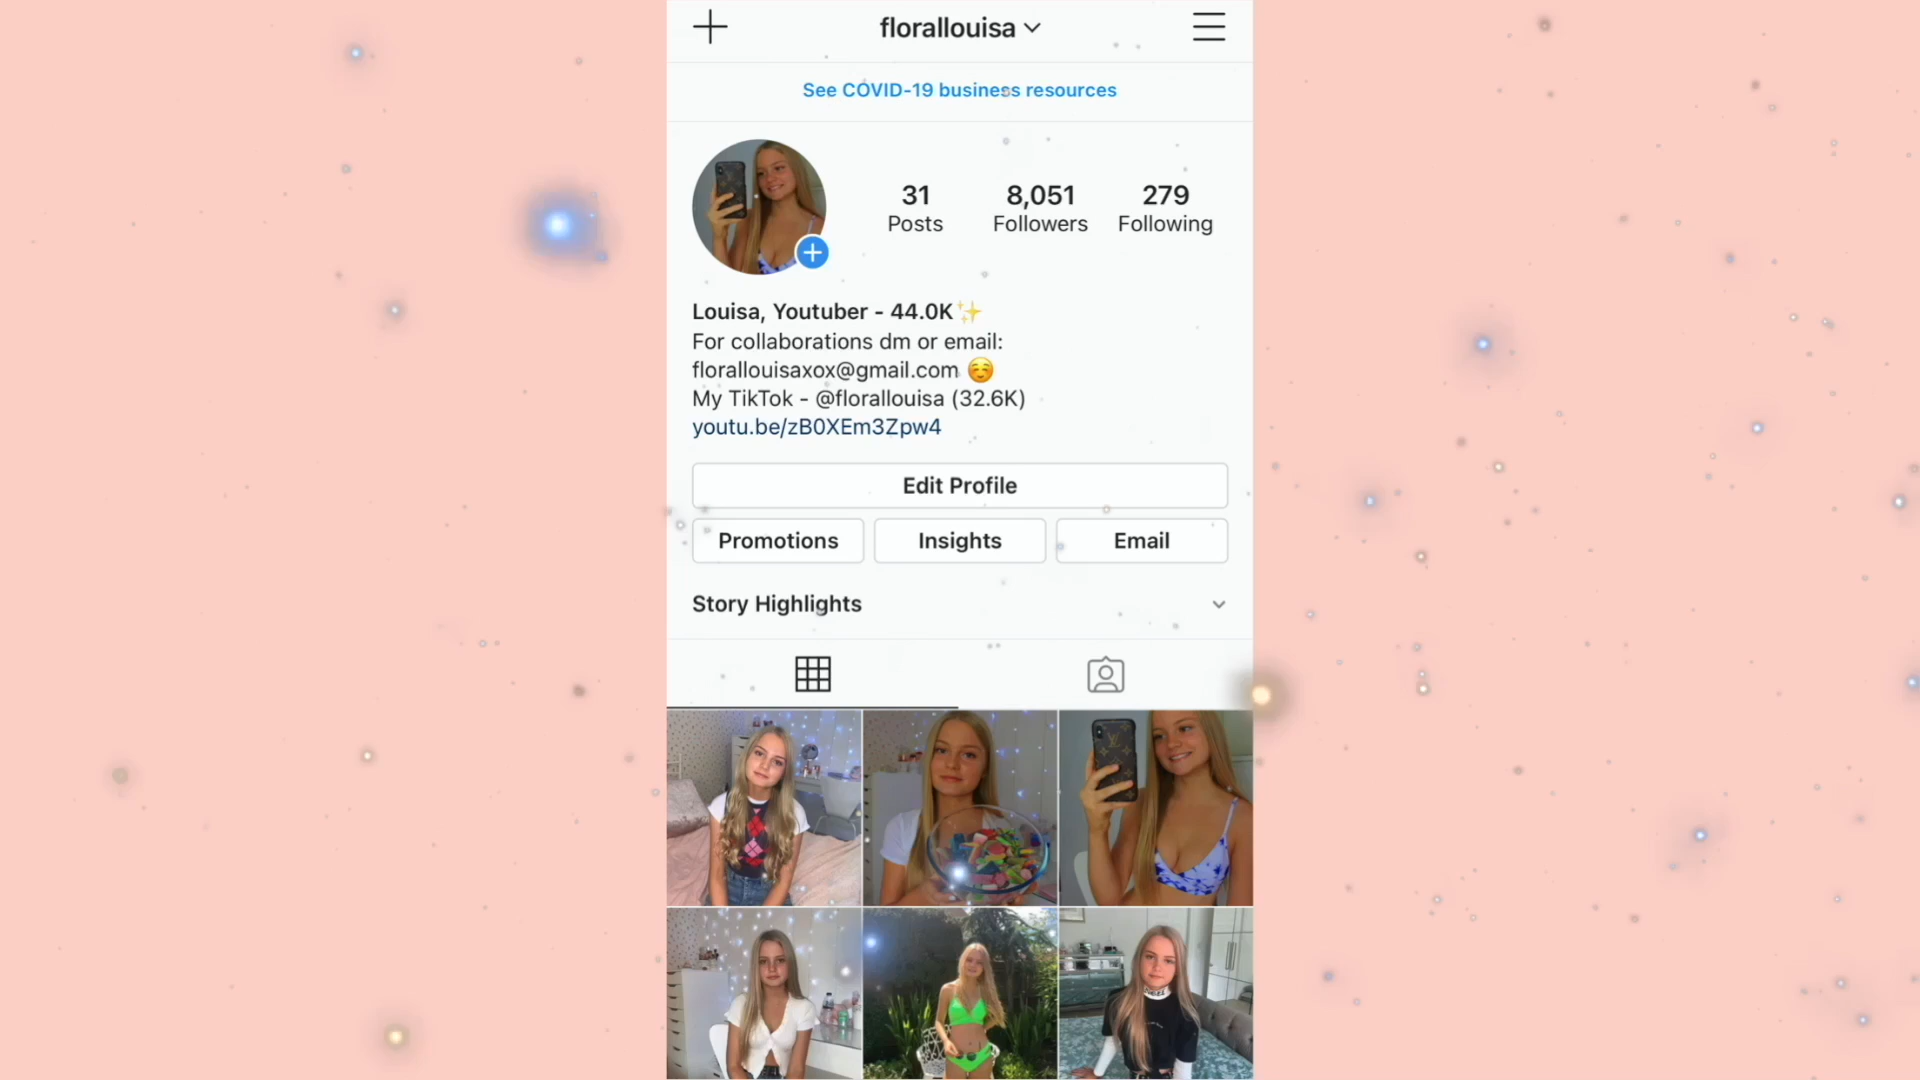 florallouisa
See COVID-19 business resources
31 8,051 279
Posts Followers Following
Louisa, Youtuber - 44.0K✨
For collaborations dm or email:
florallouisaxox@gmail.com ☺️
My TikTok - @florallouisa (32.6K)
youtu.be/zB0XEm3Zpw4
Edit Profile
Promotions Insights Email
Story Highlights